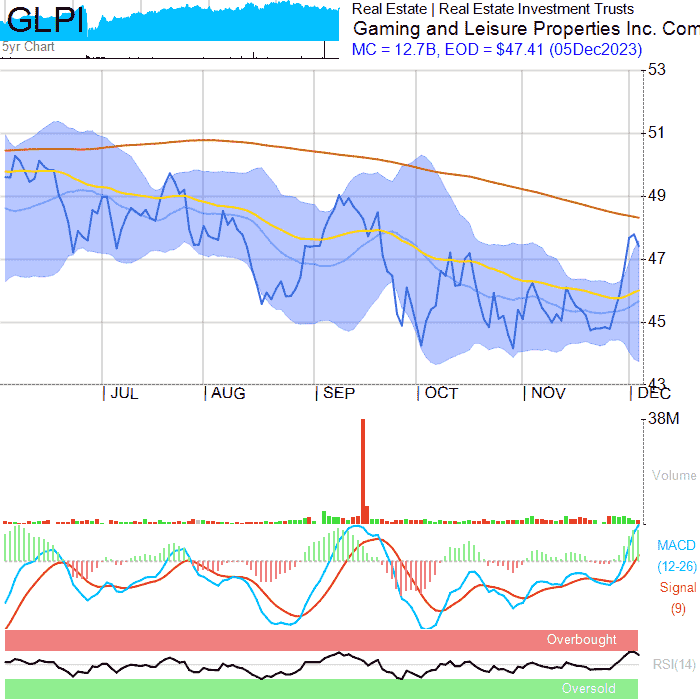 GLPI
5yr Chart
Real Estate | Real Estate Investment Trusts
Gaming and Leisure Properties Inc. Com
MC = 12.7B, EOD = $47.41 (05Dec2023)
53
51
49
47
45
43
JUL
AUG
SEP
OCT
NOV
DEC
38M
Volume
MACD
(12-26)
Signal
(9)
Overbought
RSI(14)
Oversold